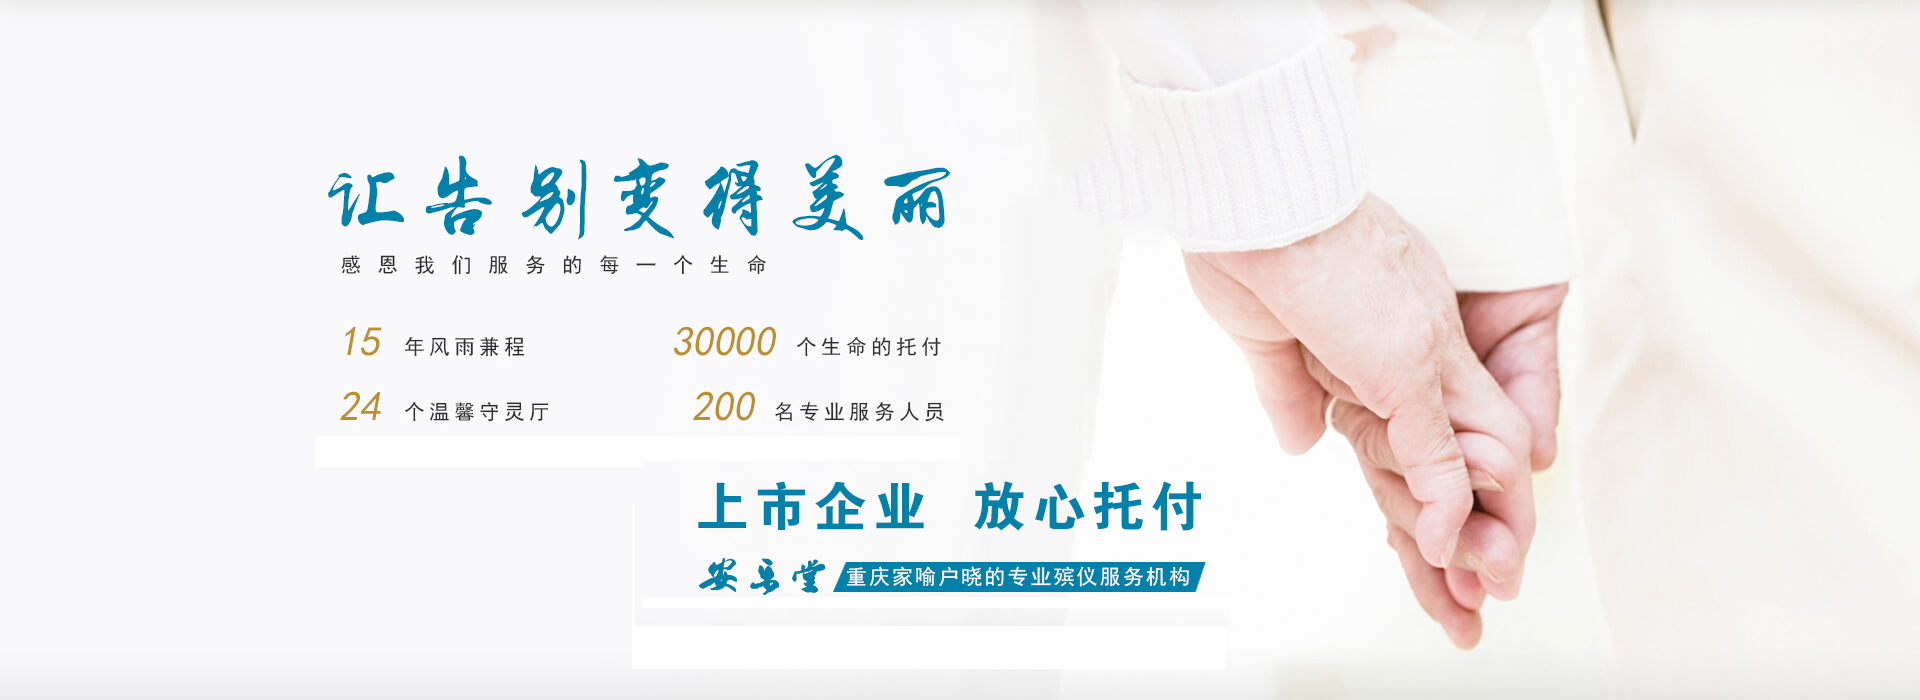 让告别变得美丽
感恩我们服务的每一个生命
15 年风雨兼程
30000 个生命的托付
24 个温馨守灵厅
200 名专业服务人员
上市企业 放心托付
安乐堂 重庆家喻户晓的专业殡仪服务机构